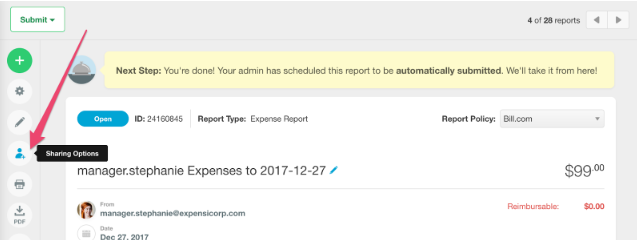 Submit
4 of 28 reports
Next Step: You're done! Your admin has scheduled this report to be automatically submitted. We'll take it from here!
Open ID: 24160845 Report Type: Expense Report Report Policy: Bill.com
Sharing Options
manager.stephanie Expenses to 2017-12-27 $99.00
From
manager.stephanie@expensicorp.com
Reimbursable: $0.00
PDF
Date
Dec 27, 2017